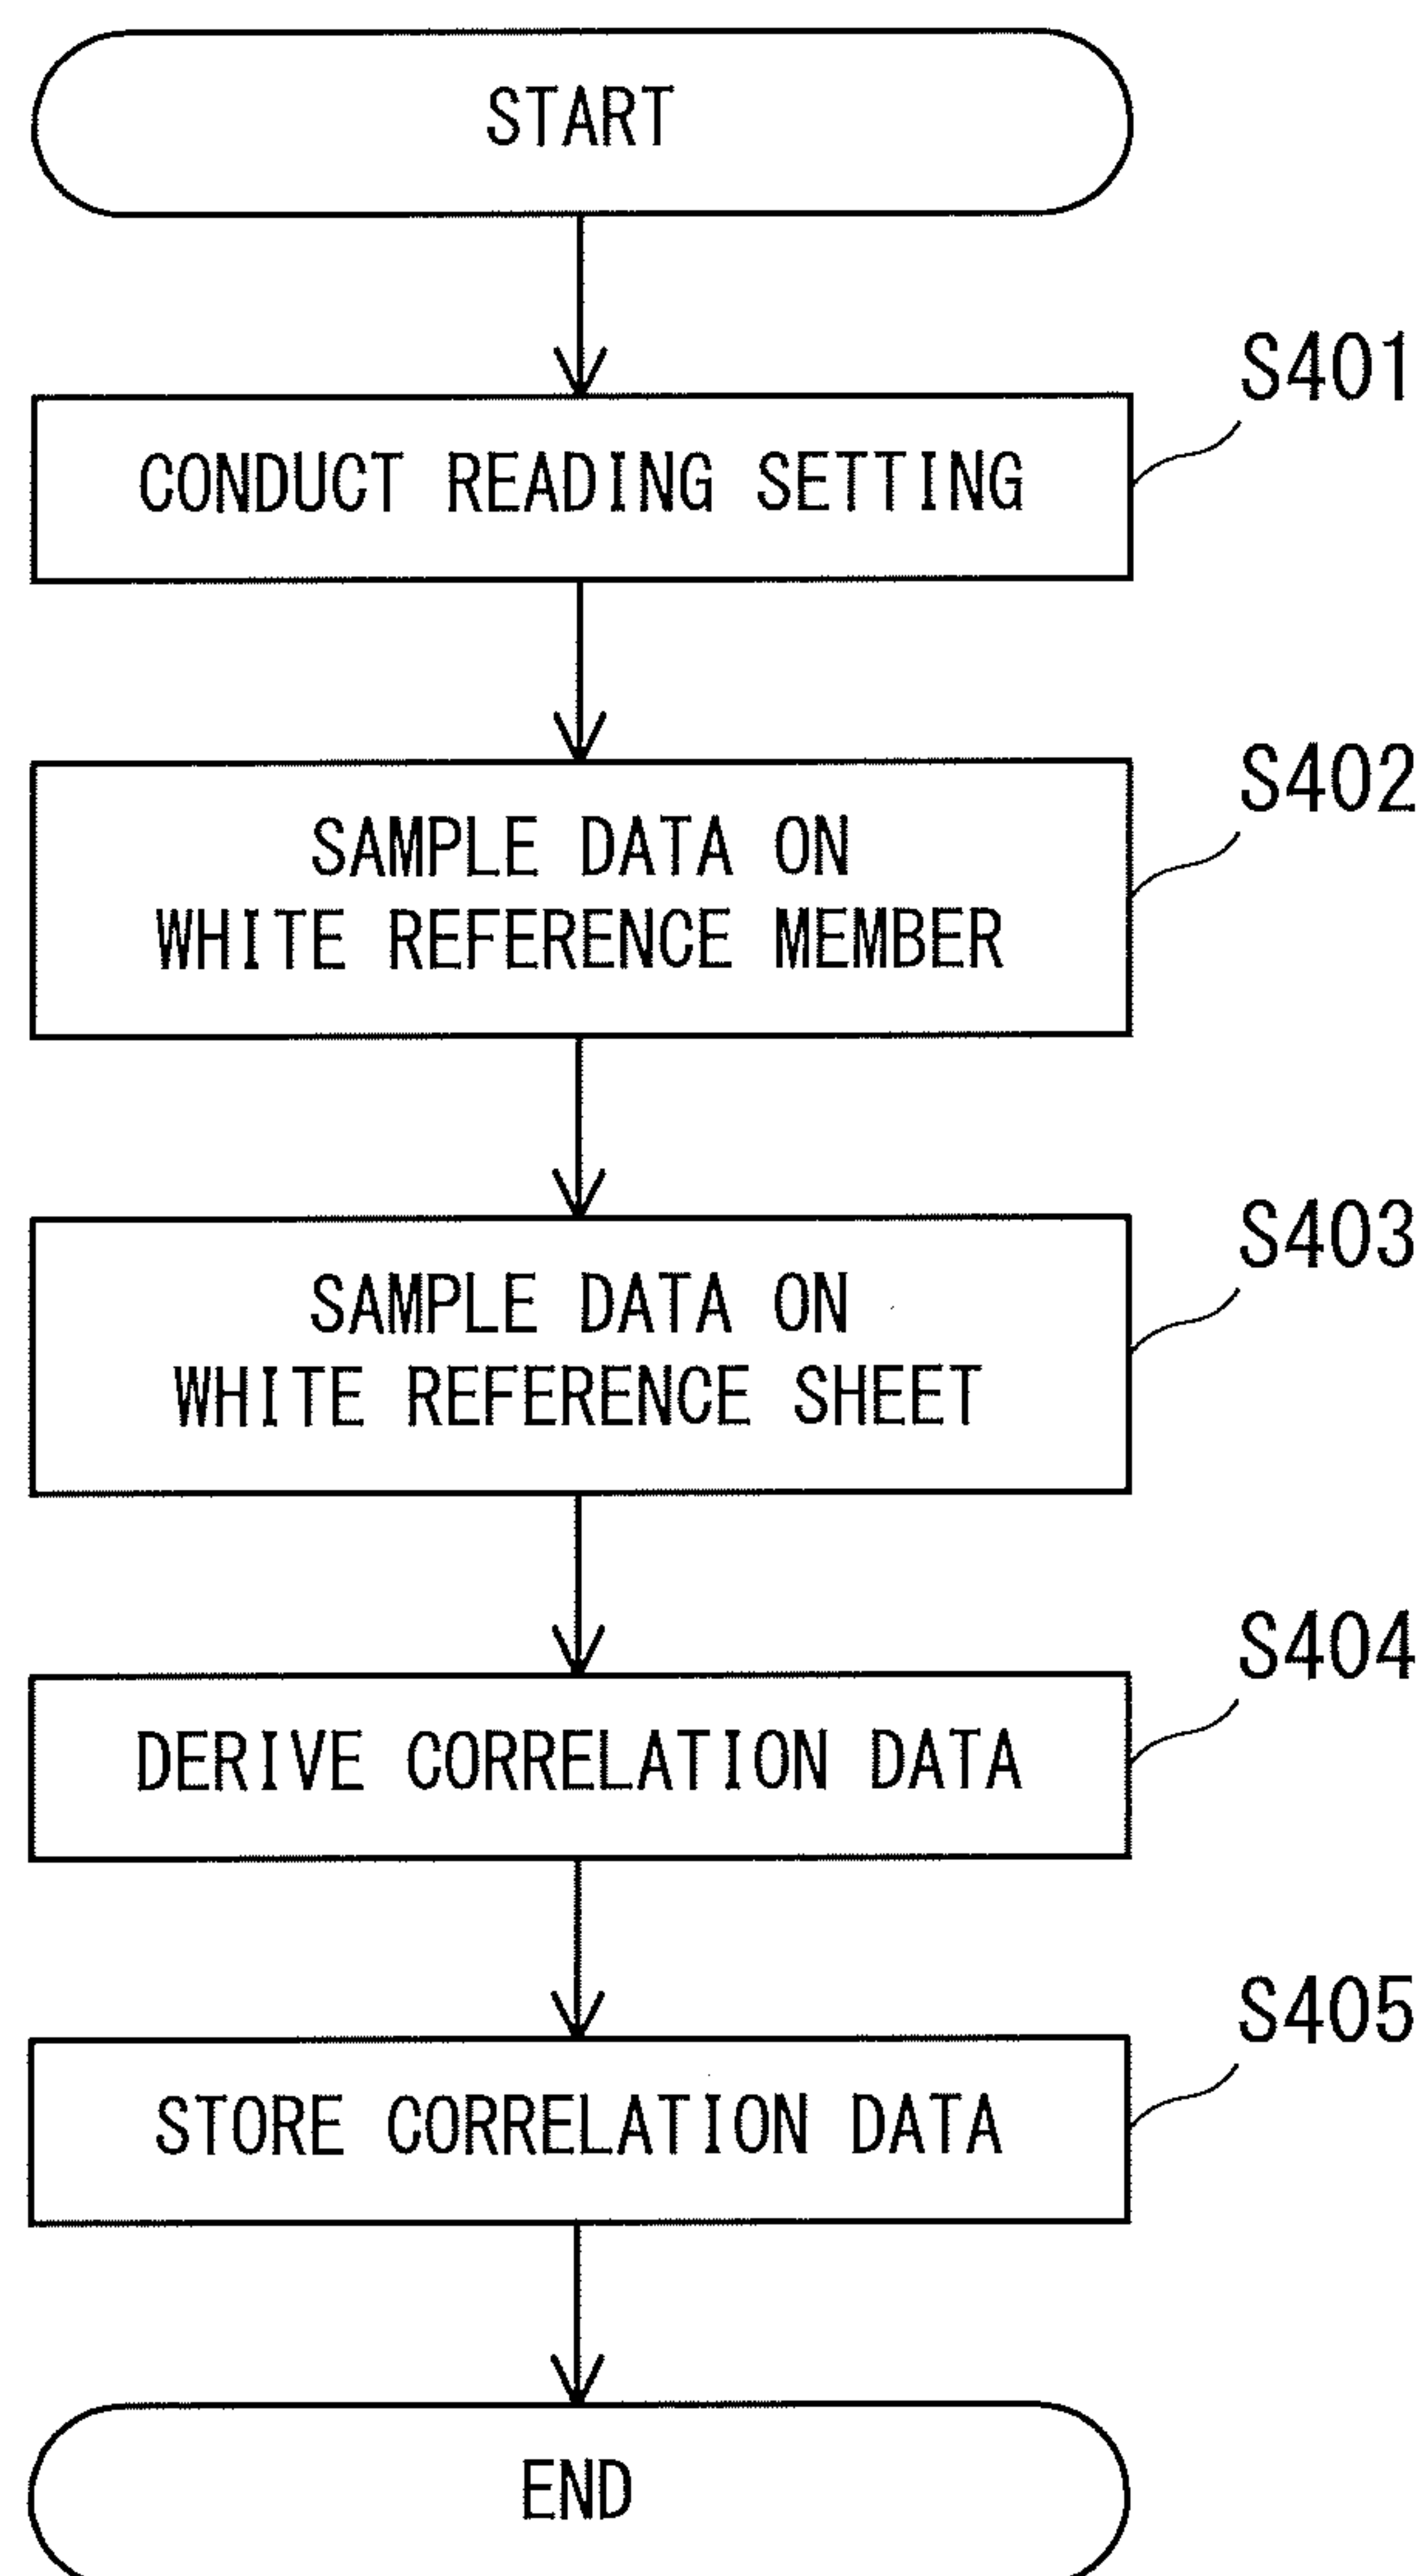 START
S401
CONDUCT READING SETTING
S402
SAMPLE DATA ON
WHITE REFERENCE MEMBER
S403
SAMPLE DATA ON
WHITE REFERENCE SHEET
S404
DERIVE CORRELATION DATA
S405
STORE CORRELATION DATA
END